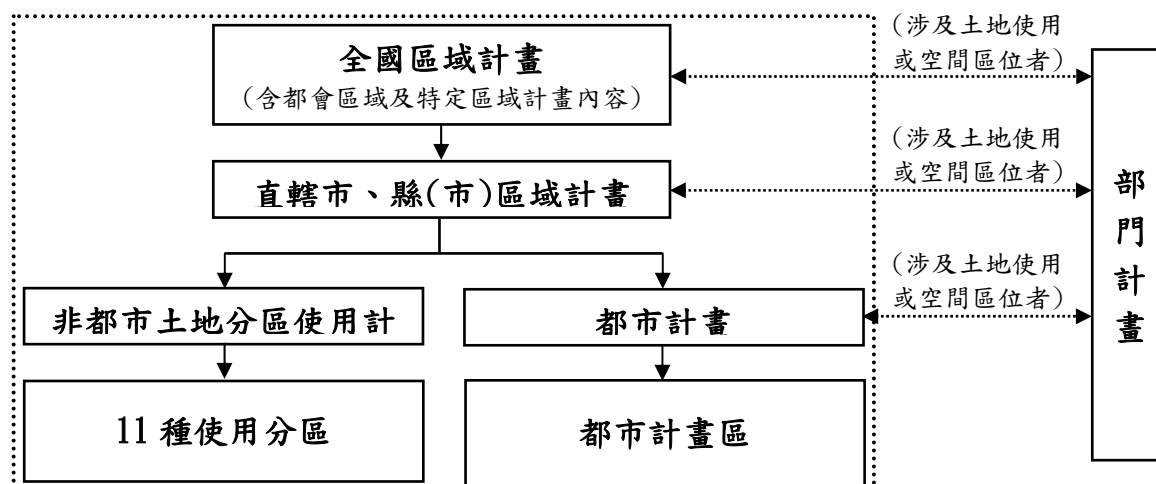 全國區域計畫
（含都會區域及特定區域計畫內容）
（涉及土地使用
或空間區位者）
直轄市、縣(市)區域計畫
（涉及土地使用
或空間區位者）
非都市土地分區使用計
都市計畫
（涉及土地使用
或空間區位者）
11 種使用分區
都市計畫區
部
門
計
畫